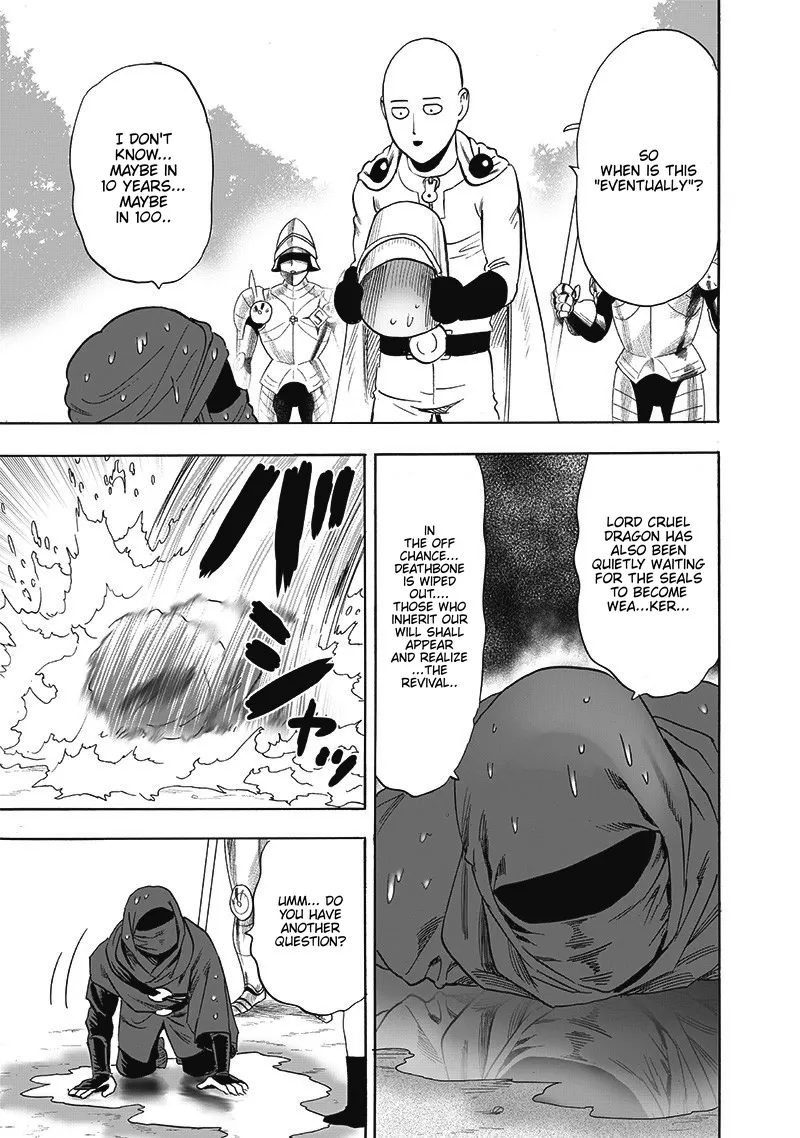 SO
WHEN IS THIS
"EVENTUALLY"?
I DON'T
KNOW...
MAYBE
IN
10 YEARS...
MAYBE
IN 100..
LORD CRUEL
DRAGON HAS
ALSO BEEN
QUIETLY WAITING
FOR THE SEALS
TO BECOME
WEA...KER...
IN
THE OFF
CHANCE...
DEATHBONE
IS WIPED
OUT....
THOSE WHO
INHERIT OUR
WILL SHALL
APPEAR
AND REALIZE
...THE
REVIVAL..
バシャッ
UMM... DO
YOU HAVE
ANOTHER
QUESTION?